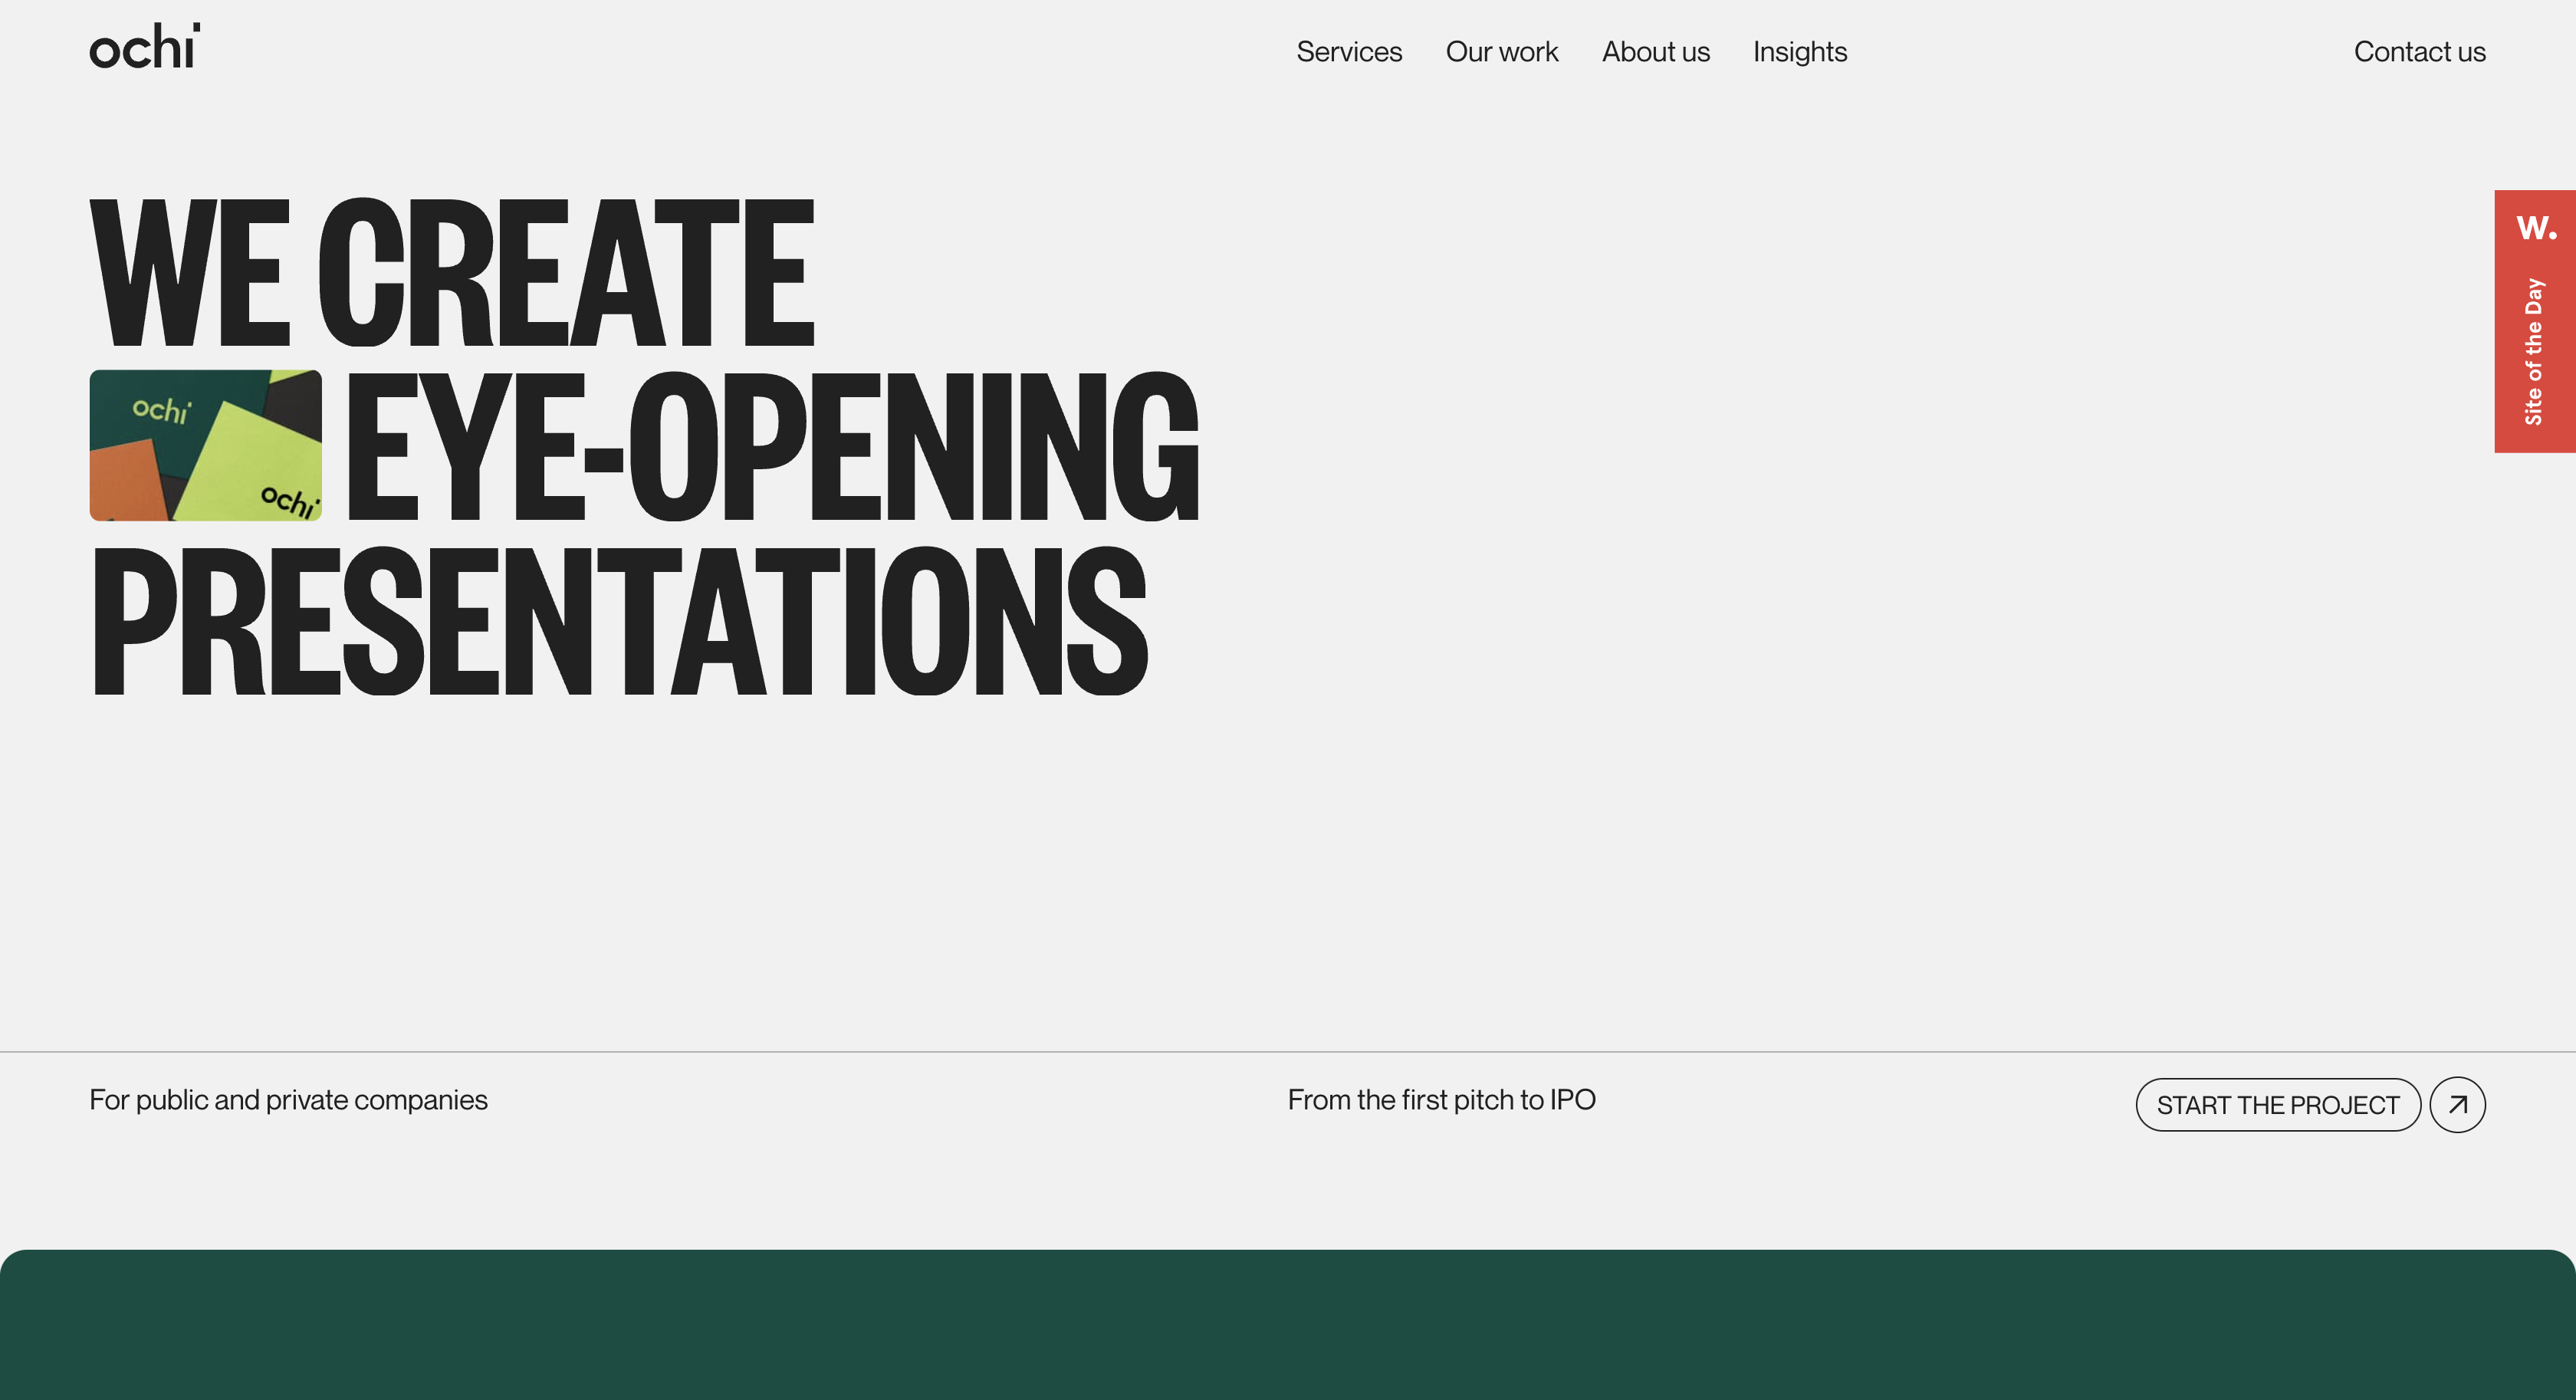 ochi
Services
Our work
About us
Insights
Contact us
WE CREATE
ochi
ochi
EYE-OPENING
PRESENTATIONS
W.
Site of the Day
For public and private companies
From the first pitch to IPO
START THE PROJECT